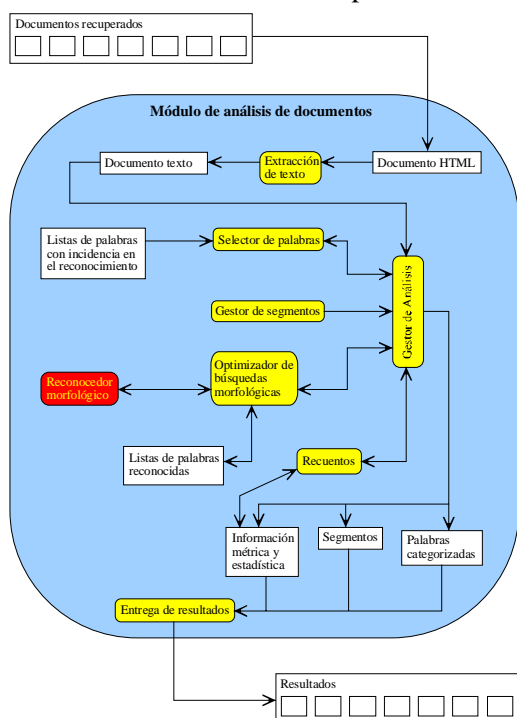 Documentos recuperados
Módulo de análisis de documentos
Documento texto
Extracción
de texto
Documento HTML
Listas de palabras
con incidencia en
el reconocimiento
Selector de palabras
Gestor de Análisis
Gestor de segmentos
Reconocedor
morfológico
Optimizador de
búsquedas
morfológicas
Listas de palabras
reconocidas
Recuentos
Información
métrica y
estadística
Segmentos
Palabras
categorizadas
Entrega de resultados
Resultados